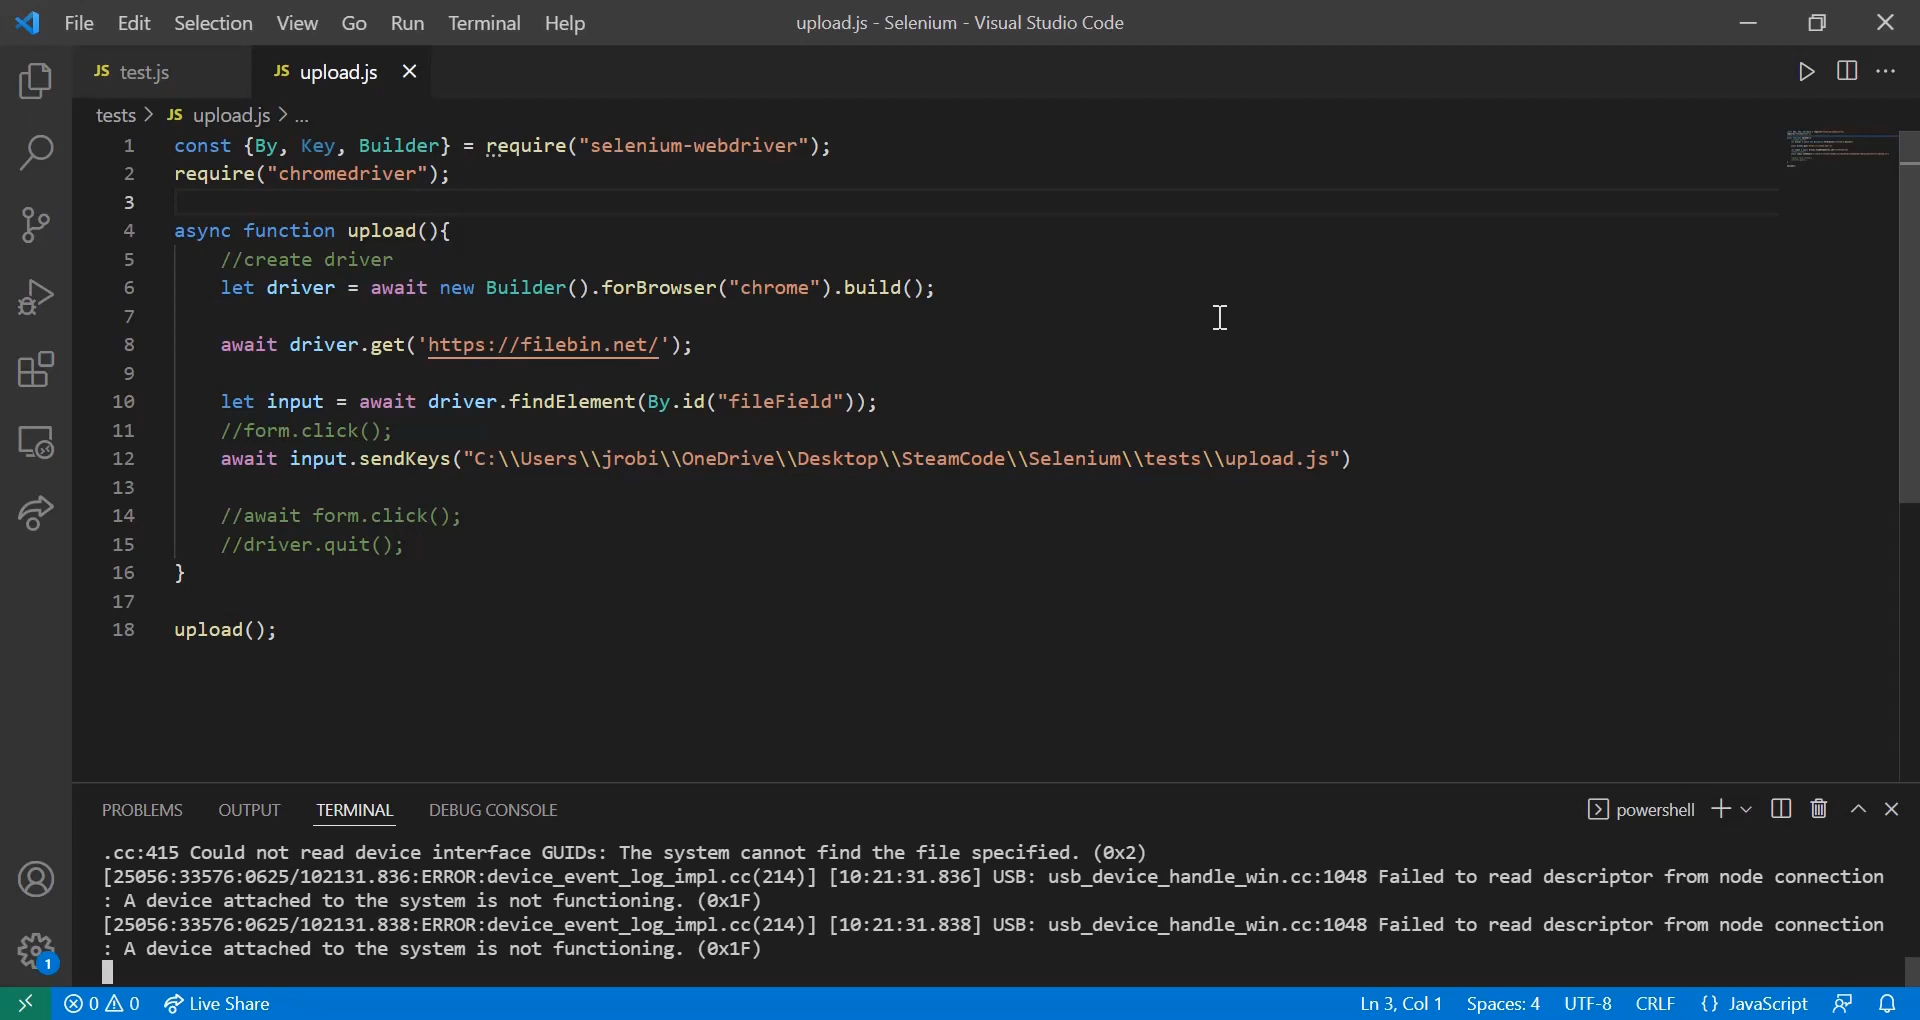 File Edit Selection View Go Run Terminal Help
upload.js - Selenium - Visual Studio Code
JS test.js
JS upload.js
tests > JS upload.js > ...
1 const {By, Key, Builder} = require("selenium-webdriver");
2 require("chromedriver");
3
4 async function upload(){
5 //create driver
6 let driver = await new Builder().forBrowser("chrome").build();
7
8 await driver.get('https://filebin.net/');
9
10 let input = await driver.findElement(By.id("fileField"));
11 //form.click();
12 await input.sendKeys("C:\\Users\\jrobi\\OneDrive\\Desktop\\SteamCode\\Selenium\\tests\\upload.js")
13
14 //await form.click();
15 //driver.quit();
16 }
17
18 upload();
PROBLEMS OUTPUT TERMINAL DEBUG CONSOLE
powershell
.cc:415 Could not read device interface GUIDs: The system cannot find the file specified. (0x2)
[25056:33576:0625/102131.836:ERROR:device_event_log_impl.cc(214)] [10:21:31.836] USB: usb_device_handle_win.cc:1048 Failed to read descriptor from node connection
: A device attached to the system is not functioning. (0x1F)
[25056:33576:0625/102131.838:ERROR:device_event_log_impl.cc(214)] [10:21:31.838] USB: usb_device_handle_win.cc:1048 Failed to read descriptor from node connection
: A device attached to the system is not functioning. (0x1F)
1
0 0 Live Share
Ln 3, Col 1 Spaces: 4 UTF-8 CRLF {} JavaScript